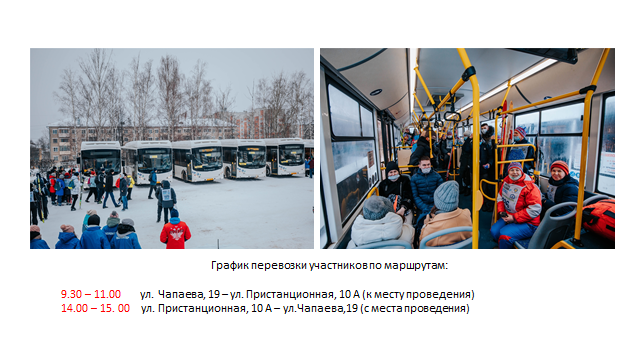 График перевозки участников по маршрутам:
9.30 – 11.00 ул. Чапаева, 19 – ул. Пристанционная, 10 А (к месту проведения)
14.00 – 15. 00 ул. Пристанционная, 10 А – ул.Чапаева,19 (с места проведения)